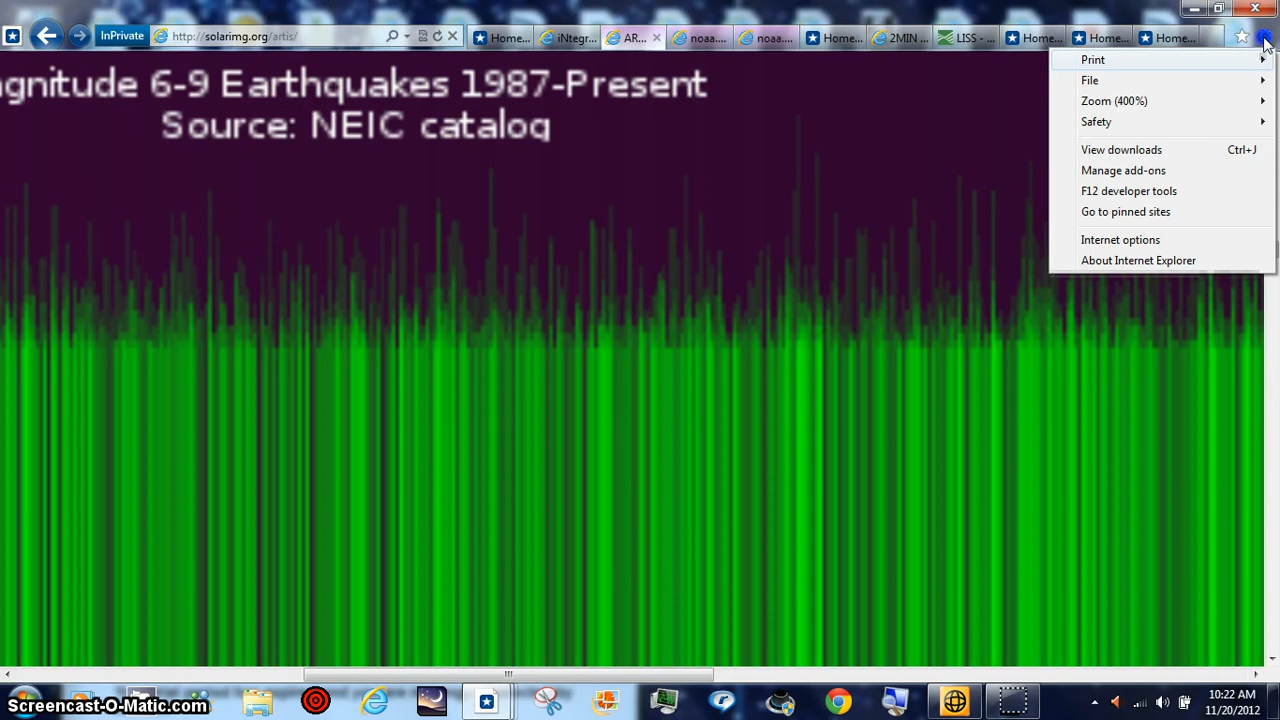 InPrivate
http://solarimg.org/artis/
Home...
iNtegr...
AR...
noaa....
noaa....
Home...
2MIN ...
LISS - ...
Home...
Home...
Home...
gnitude 6-9 Earthquakes 1987-Present
Source: NEIC catalog
Print
File
Zoom (400%)
Safety
View downloads Ctrl+J
Manage add-ons
F12 developer tools
Go to pinned sites
Internet options
About Internet Explorer
Screencast-O-Matic.com
10:22 AM
11/20/2012